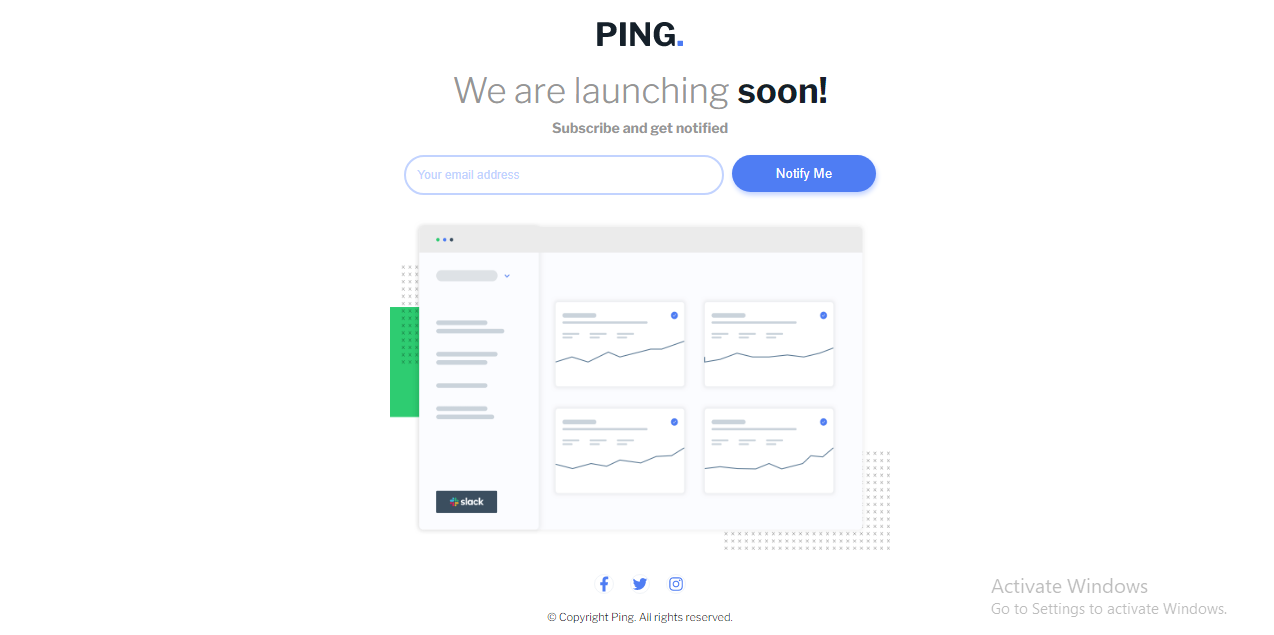 PING.
We are launching soon!
Subscribe and get notified
Your email address
Notify Me
slack
© Copyright Ping. All rights reserved.
Activate Windows
Go to Settings to activate Windows.